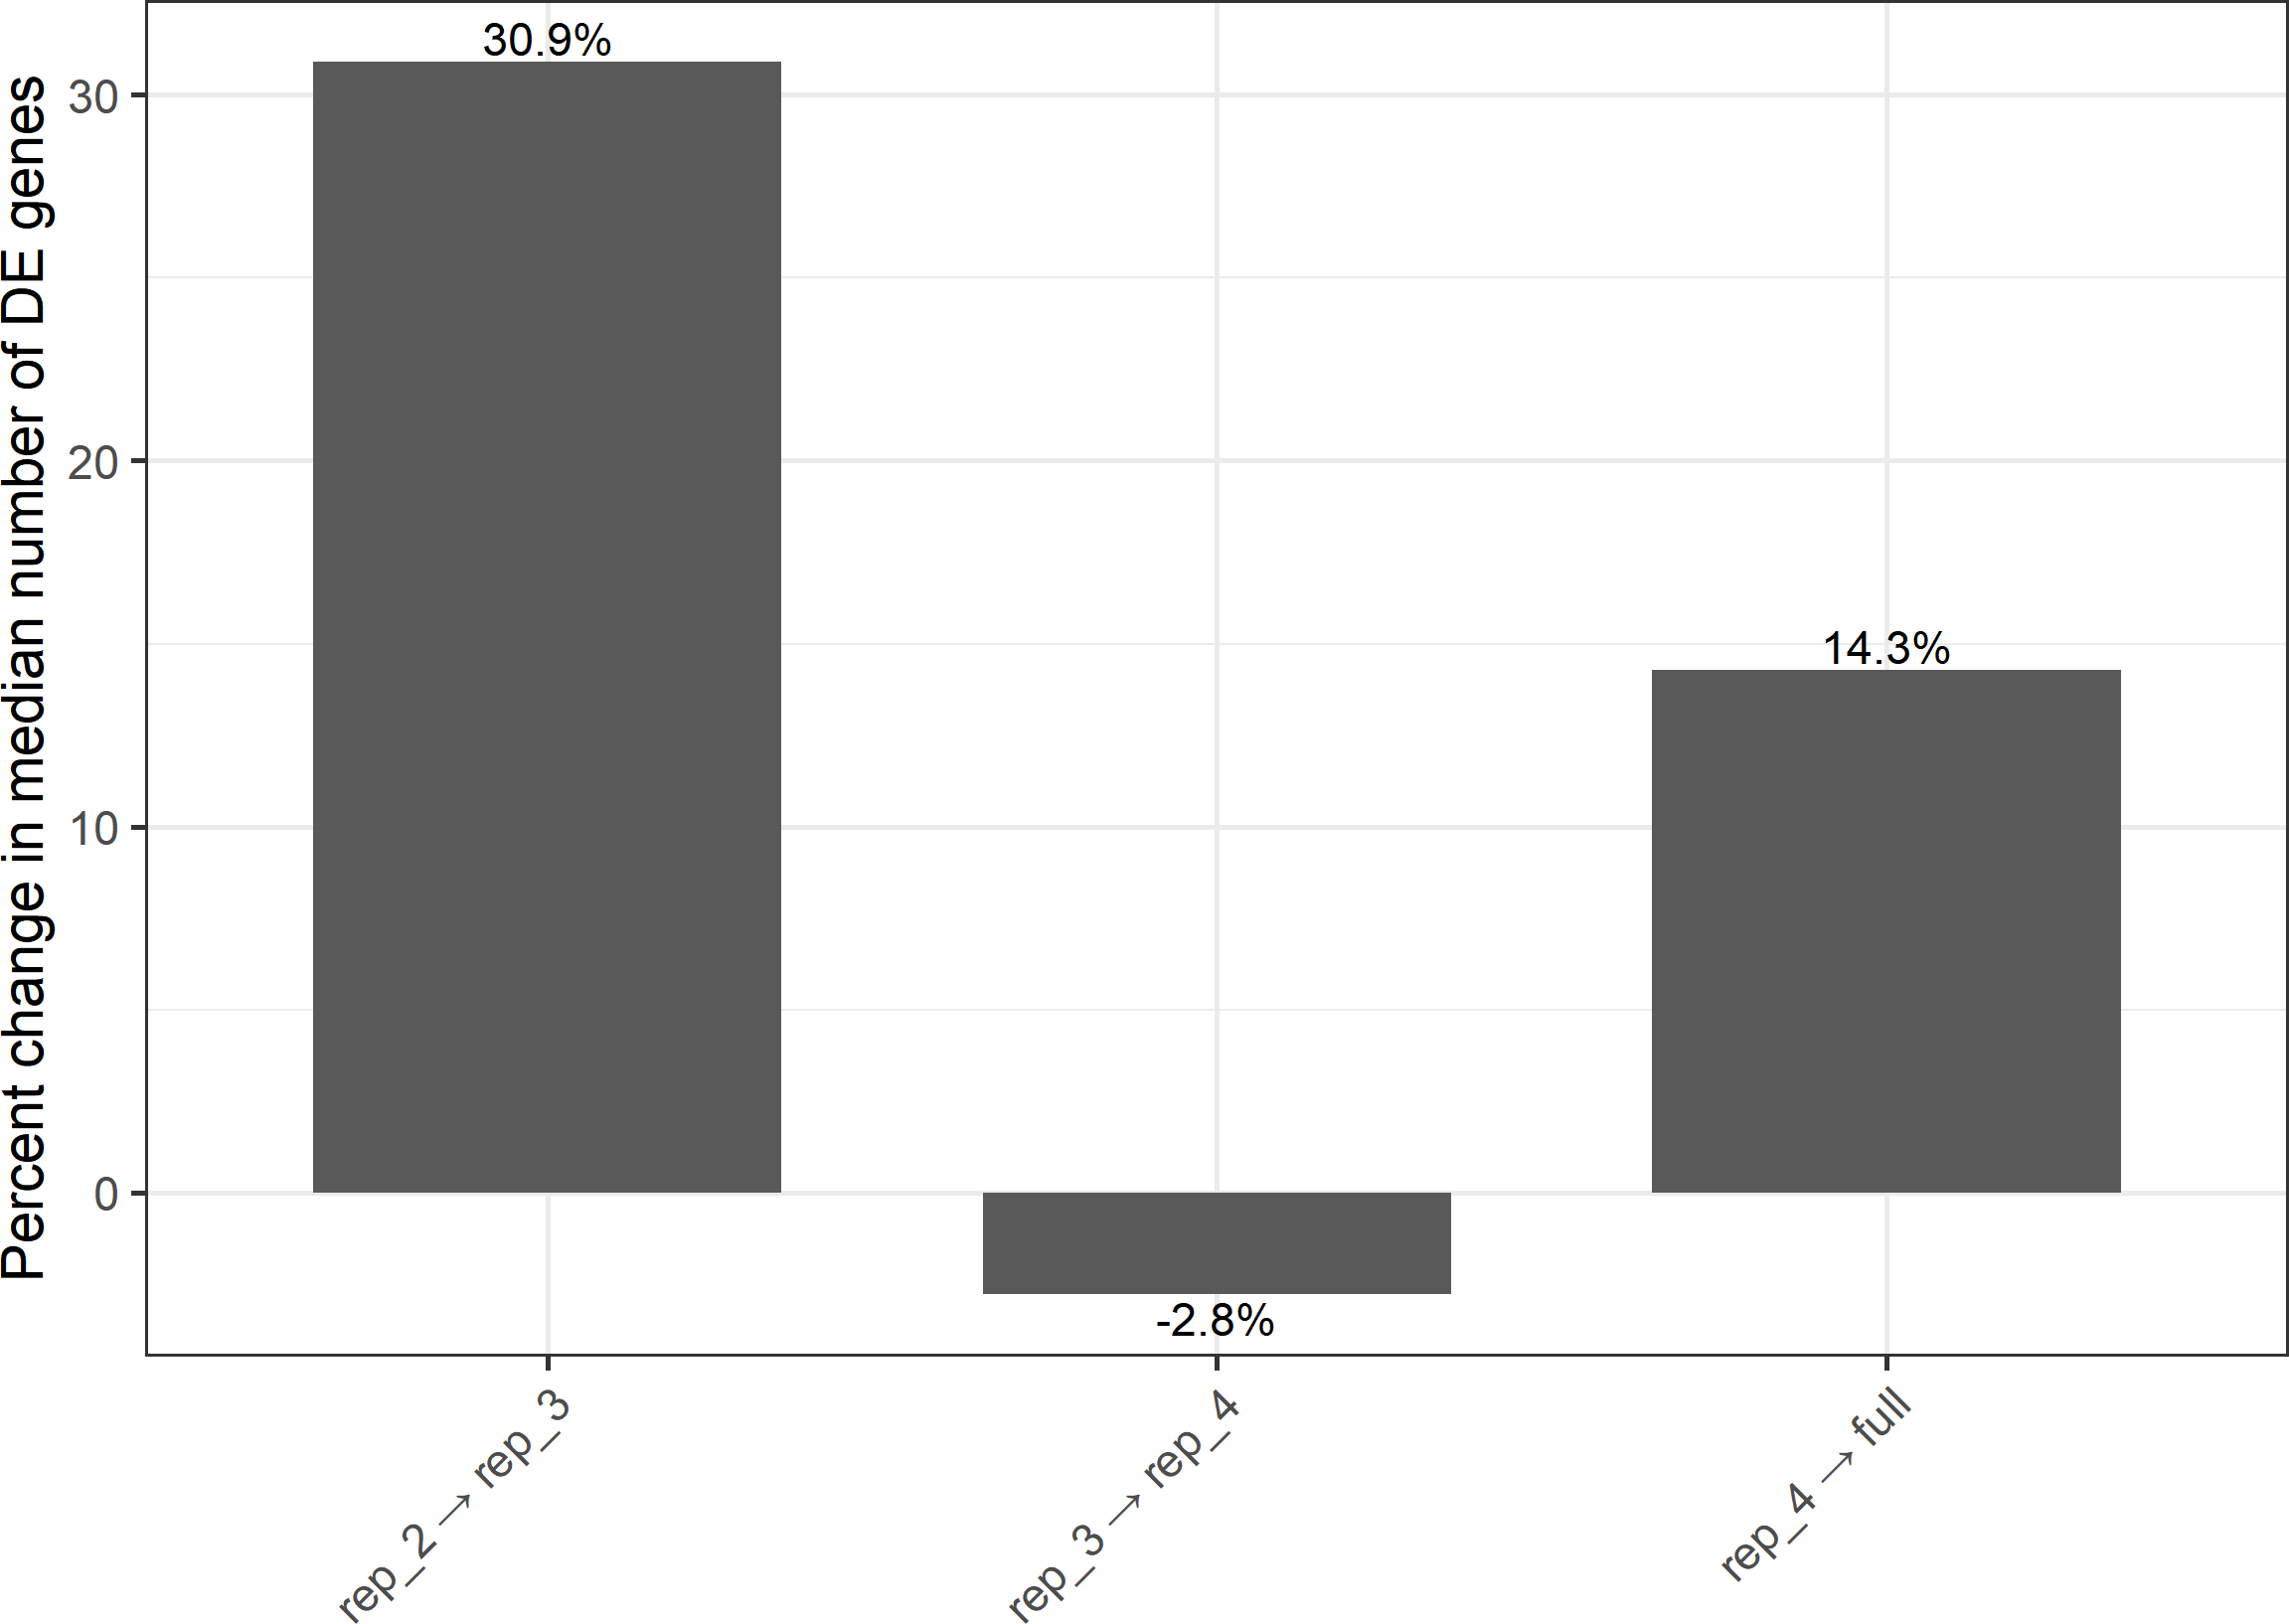 Percent change in median number of DE genes
30
20
10
0
30.9%
-2.8%
14.3%
rep_2 → rep_3
rep_3 → rep_4
rep_4 → full